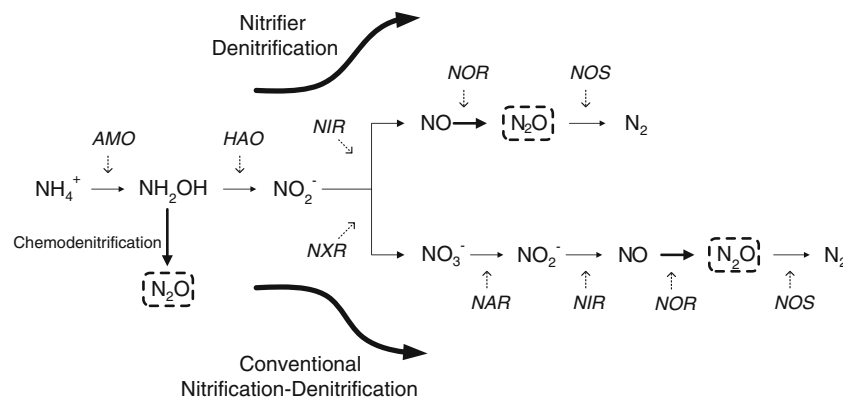 Nitrifier
Denitrification
NOR NOS
NO N₂O N₂
AMO HAO NIR
NH₄⁺ NH₂OH NO₂⁻
Chemodenitrification
N₂O
NXR
NO₃⁻ NO₂⁻ NO N₂O N₂
NAR NIR NOR NOS
Conventional
Nitrification-Denitrification